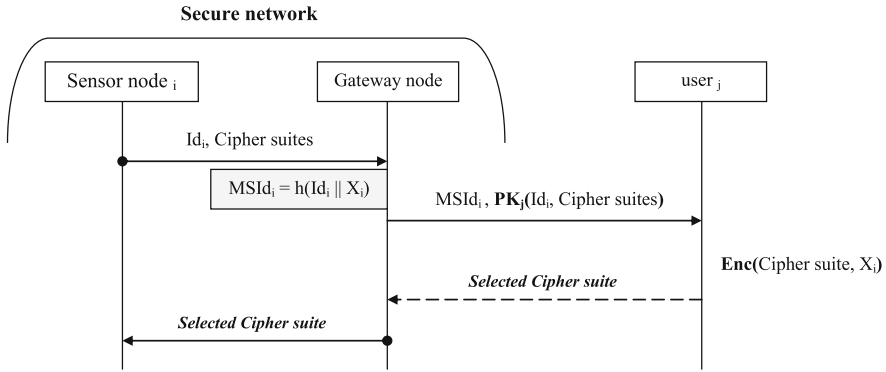 Secure network
Sensor node i
Gateway node
user j
Idi, Cipher suites
MSIdi = h(Idi || Xi)
MSIdi , PKj(Idi, Cipher suites)
Enc(Cipher suite, Xi)
Selected Cipher suite
Selected Cipher suite